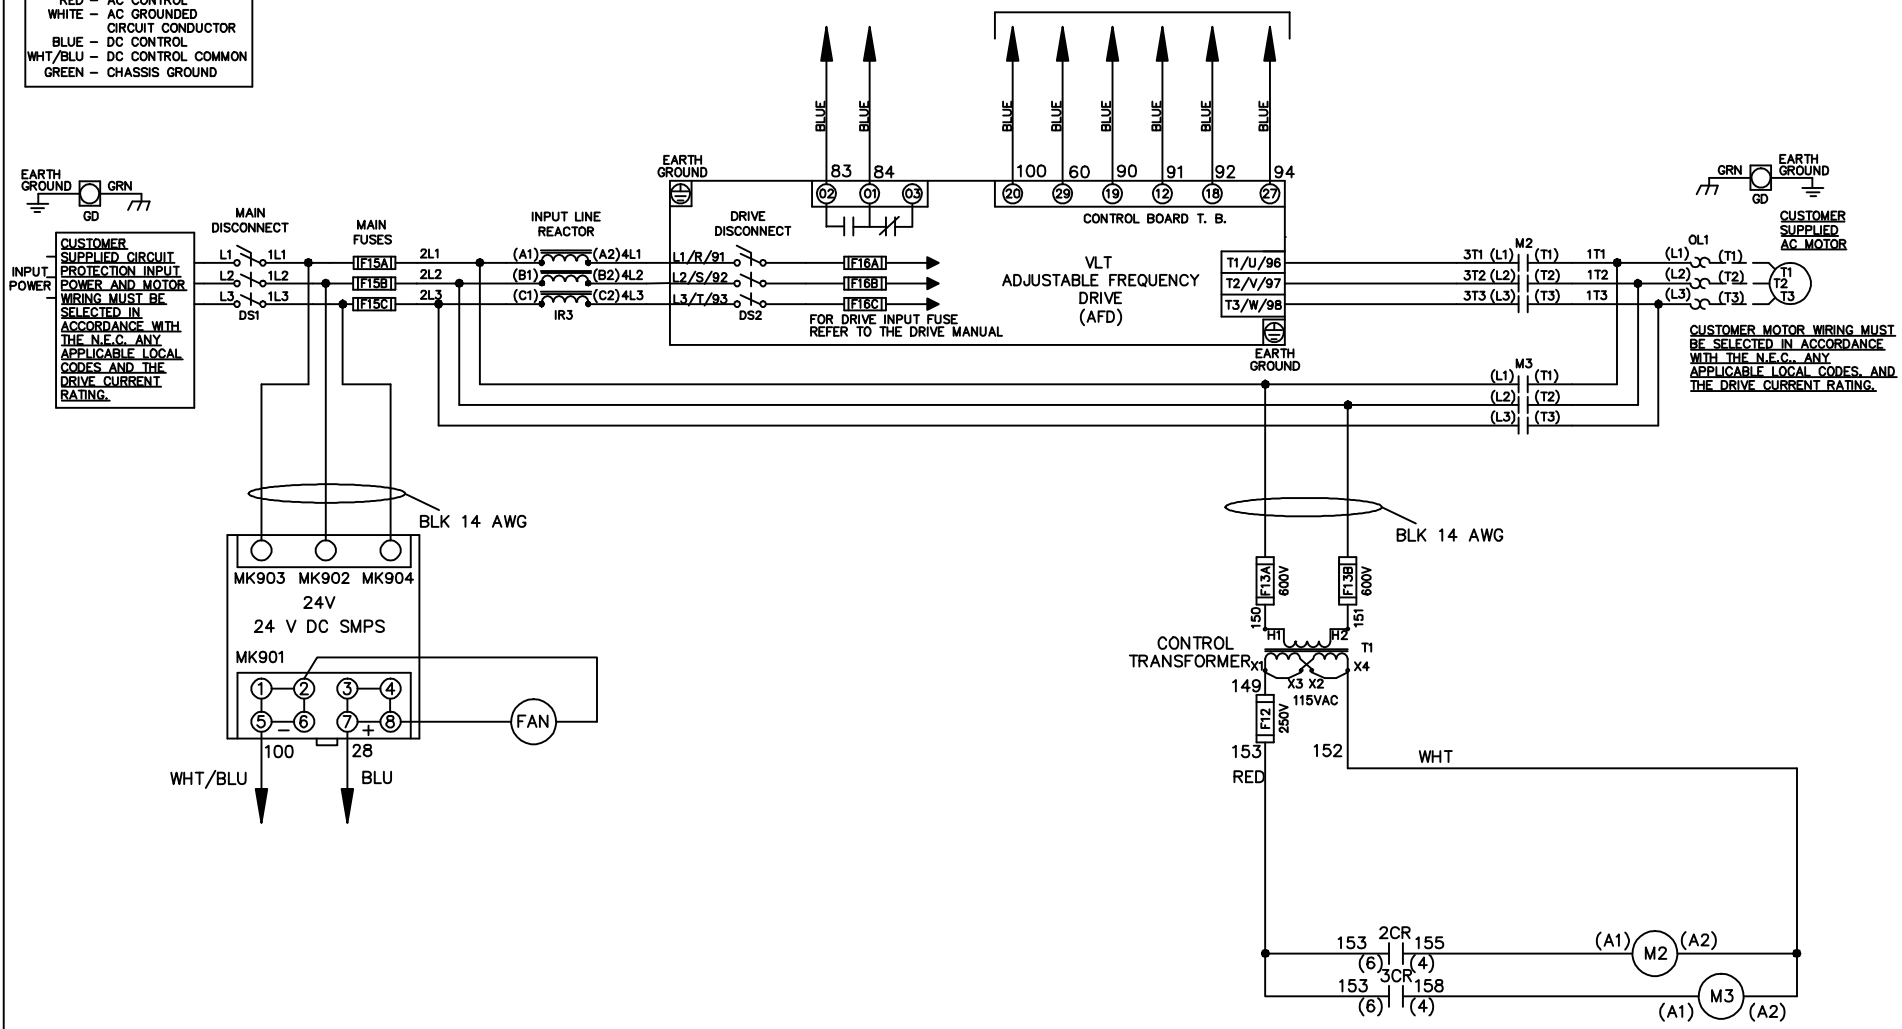 RED - AC CONTROL
WHITE - AC GROUNDED
CIRCUIT CONDUCTOR
BLUE - DC CONTROL
WHT/BLU - DC CONTROL COMMON
GREEN - CHASSIS GROUND
BLUE
BLUE
BLUE
BLUE
BLUE
BLUE
BLUE
BLUE
EARTH
GROUND
GRN
GD
EARTH
GROUND
83
84
100
60
90
91
92
94
02
01
03
20
29
19
12
18
27
CONTROL BOARD T. B.
GRN
EARTH
GROUND
GD
CUSTOMER
SUPPLIED
AC MOTOR
INPUT
POWER
CUSTOMER
SUPPLIED CIRCUIT
PROTECTION INPUT
POWER AND MOTOR
WIRING MUST BE
SELECTED IN
ACCORDANCE WITH
THE N.E.C. ANY
APPLICABLE LOCAL
CODES AND THE
DRIVE CURRENT
RATING.
MAIN
DISCONNECT
L1 1L1
L2 1L2
L3 1L3
DS1
MAIN
FUSES
F15A
F15B
F15C
2L1
2L2
2L3
INPUT LINE
REACTOR
(A1) (A2) 4L1
(B1) (B2) 4L2
(C1) (C2) 4L3
IR3
L1/R/91
L2/S/92
L3/T/93
DRIVE
DISCONNECT
DS2
F16A
F16B
F16C
FOR DRIVE INPUT FUSE
REFER TO THE DRIVE MANUAL
VLT
ADJUSTABLE FREQUENCY
DRIVE
(AFD)
T1/U/96
T2/V/97
T3/W/98
EARTH
GROUND
M2
3T1 (L1) (T1) 1T1
3T2 (L2) (T2) 1T2
3T3 (L3) (T3) 1T3
OL1
(L1) (T1)
(L2) (T2)
(L3) (T3)
T1
T2
T3
CUSTOMER MOTOR WIRING MUST
BE SELECTED IN ACCORDANCE
WITH THE N.E.C., ANY
APPLICABLE LOCAL CODES, AND
THE DRIVE CURRENT RATING.
M3
(L1) (T1)
(L2) (T2)
(L3) (T3)
BLK 14 AWG
BLK 14 AWG
MK903 MK902 MK904
24V
24 V DC SMPS
MK901
1 2 3 4
5 - 6 7 + 8
FAN
100
28
WHT/BLU
BLU
F13A
600V
F13B
600V
150
151
H1 H2
T1
CONTROL
TRANSFORMER
X1 X4
X3 X2
115VAC
149
F12
250V
153
152
RED
WHT
2CR
153 155
(6) (4)
(A1) M2 (A2)
3CR
153 158
(6) (4)
(A1) M3 (A2)